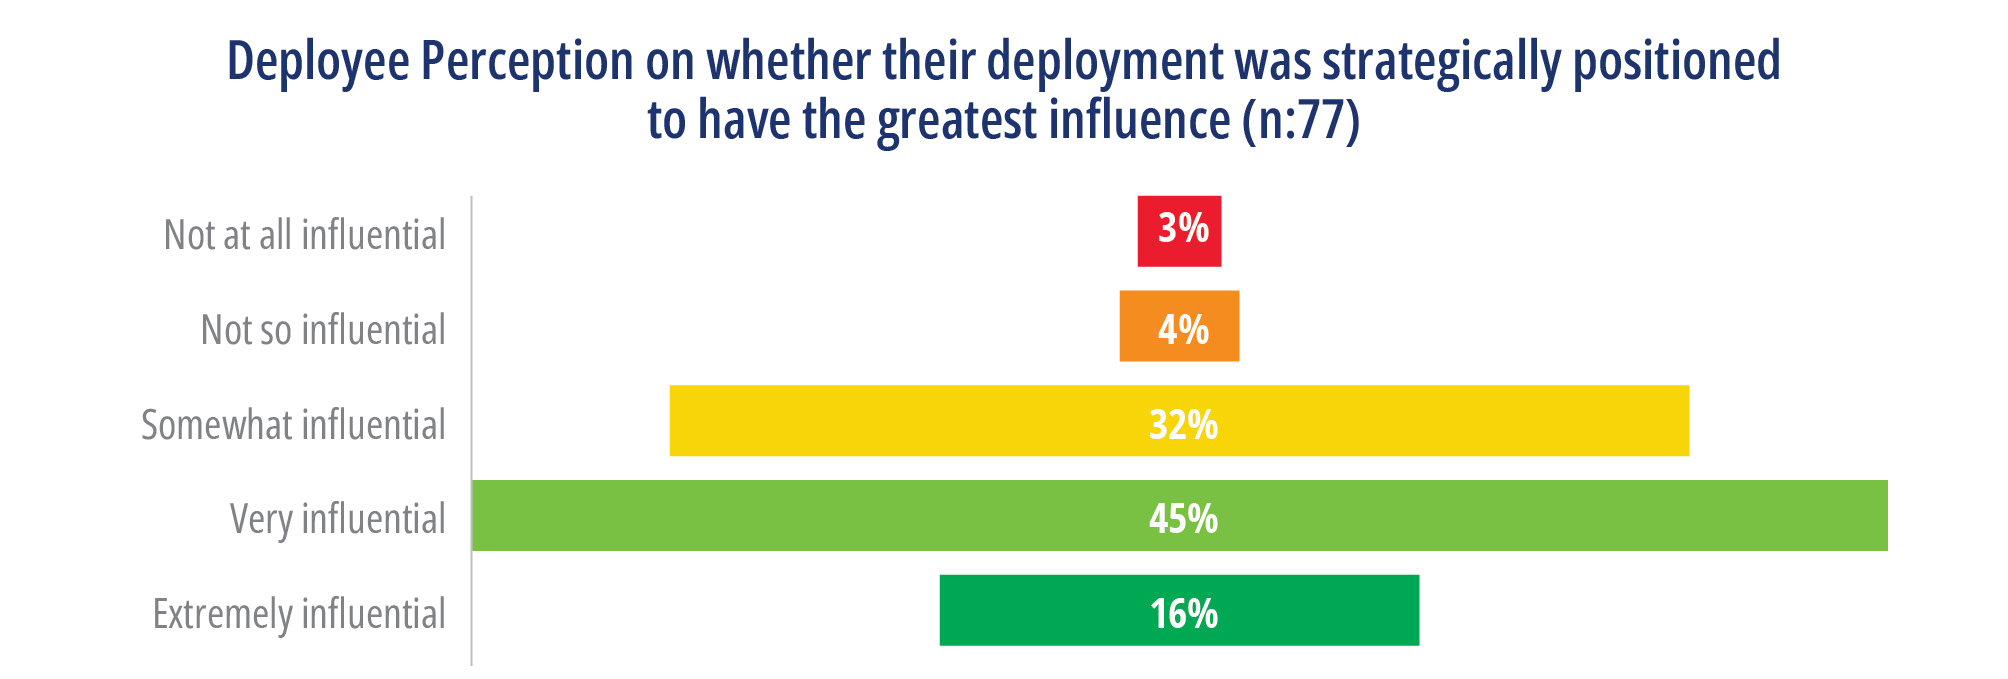 Deployee Perception on whether their deployment was strategically positioned
to have the greatest influence (n:77)
Not at all influential 3%
Not so influential 4%
Somewhat influential 32%
Very influential 45%
Extremely influential 16%